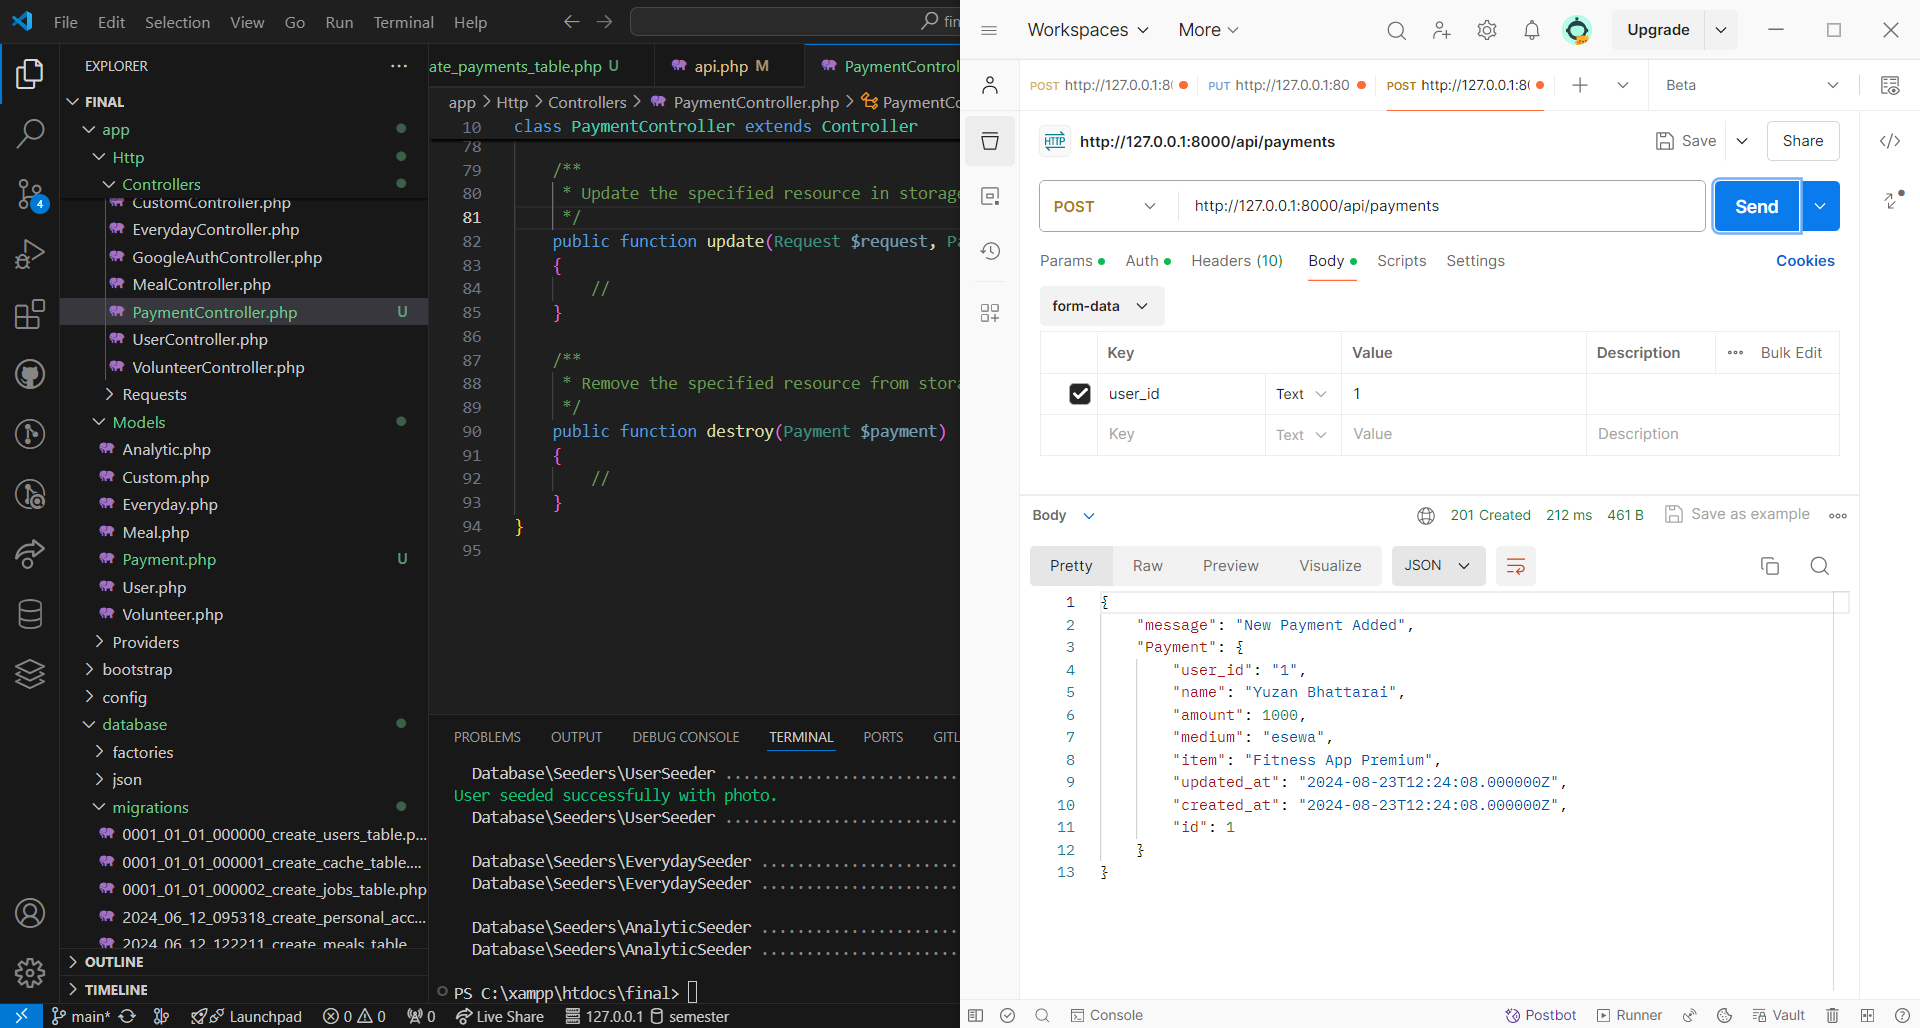 File Edit Selection View Go Run Terminal Help
EXPLORER
FINAL
app
Http
Controllers
CustomController.php
EverydayController.php
GoogleAuthController.php
MealController.php
PaymentController.php U
UserController.php
VolunteerController.php
Requests
Models
Analytic.php
Custom.php
Everyday.php
Meal.php
Payment.php U
User.php
Volunteer.php
Providers
bootstrap
config
database
factories
json
migrations
0001_01_01_000000_create_users_table.p...
0001_01_01_000001_create_cache_table....
0001_01_01_000002_create_jobs_table.php
2024_06_12_095318_create_personal_acc...
2024_06_12_122211_create_meals_table
OUTLINE
TIMELINE
4
ate_payments_table.php U api.php M PaymentControl
app > Http > Controllers > PaymentController.php > PaymentCo
10 class PaymentController extends Controller
78
79 /**
80 * Update the specified resource in storage
81 */
82 public function update(Request $request, Pa
83 {
84 //
85 }
86
87 /**
88 * Remove the specified resource from stora
89 */
90 public function destroy(Payment $payment)
91 {
92 //
93 }
94 }
95
PROBLEMS OUTPUT DEBUG CONSOLE TERMINAL PORTS GITL
Database\Seeders\UserSeeder ..........................
User seeded successfully with photo.
Database\Seeders\UserSeeder ..........................
Database\Seeders\EverydaySeeder ......................
Database\Seeders\EverydaySeeder ......................
Database\Seeders\AnalyticSeeder ......................
Database\Seeders\AnalyticSeeder ......................
PS C:\xampp\htdocs\final>
main* Launchpad 0 0 0 Live Share 127.0.0.1 semester
Workspaces More Upgrade
POST http://127.0.0.1:80 PUT http://127.0.0.1:80 POST http://127.0.0.1:80 Beta
HTTP http://127.0.0.1:8000/api/payments Save Share
POST http://127.0.0.1:8000/api/payments Send
Params Auth Headers (10) Body Scripts Settings Cookies
form-data
Key Value Description Bulk Edit
user_id Text 1
Key Text Value Description
Body 201 Created 212 ms 461 B Save as example
Pretty Raw Preview Visualize JSON
1 {
2 "message": "New Payment Added",
3 "Payment": {
4 "user_id": "1",
5 "name": "Yuzan Bhattarai",
6 "amount": 1000,
7 "medium": "esewa",
8 "item": "Fitness App Premium",
9 "updated_at": "2024-08-23T12:24:08.000000Z",
10 "created_at": "2024-08-23T12:24:08.000000Z",
11 "id": 1
12 }
13 }
Console Postbot Runner Vault